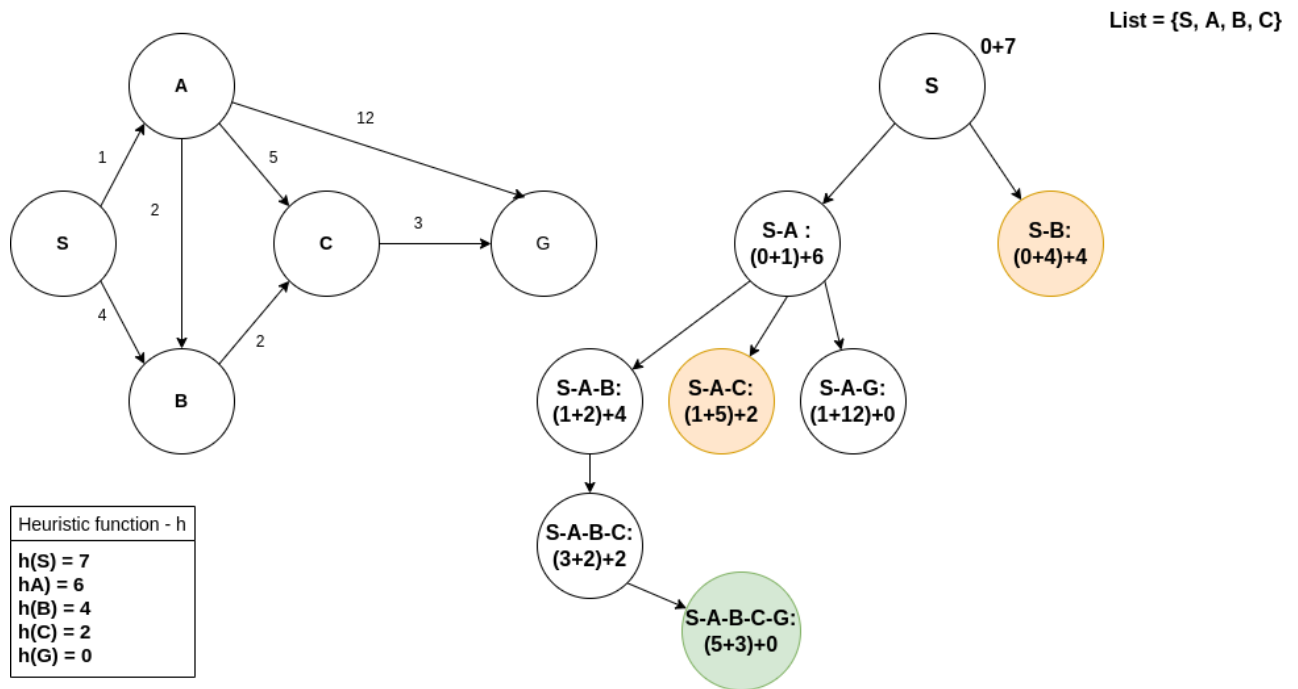 List = {S, A, B, C}
A
12
1
5
2
S
C
3
G
4
2
B
Heuristic function - h
h(S) = 7
hA) = 6
h(B) = 4
h(C) = 2
h(G) = 0
0+7
S
S-A :
(0+1)+6
S-B:
(0+4)+4
S-A-B:
(1+2)+4
S-A-C:
(1+5)+2
S-A-G:
(1+12)+0
S-A-B-C:
(3+2)+2
S-A-B-C-G:
(5+3)+0